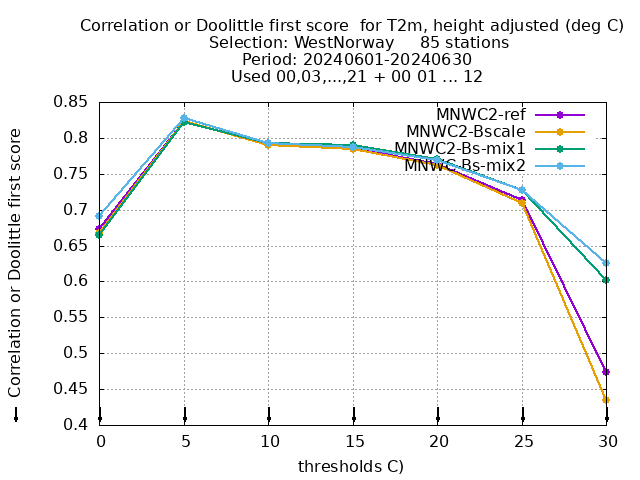 Correlation or Doolittle first score  for T2m, height adjusted (deg C)
Selection: WestNorway     85 stations
Period: 20240601-20240630
Used 00,03,...,21 + 00 01 ... 12
Correlation or Doolittle first score
0.85
0.8
0.75
0.7
0.65
0.6
0.55
0.5
0.45
0.4
MNWC2-ref
MNWC2-Bscale
MNWC2-Bs-mix1
MNWC-Bs-mix2
0 5 10 15 20 25 30
thresholds C)